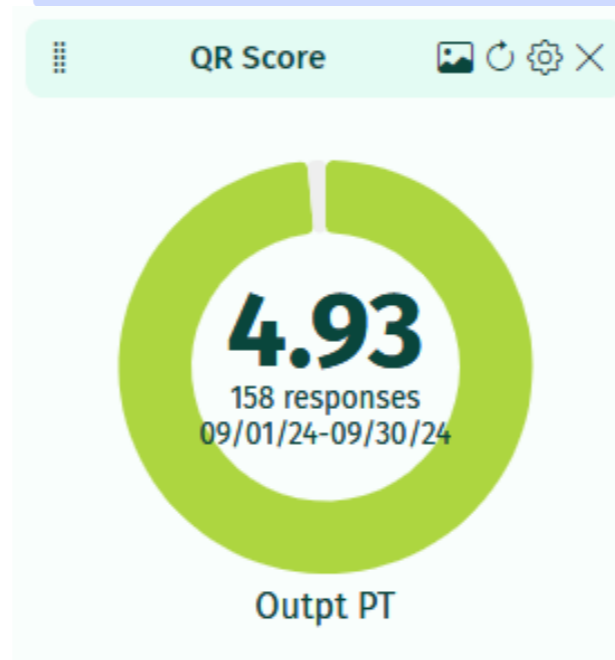 QR Score
4.93
158 responses
09/01/24-09/30/24
Outpt PT